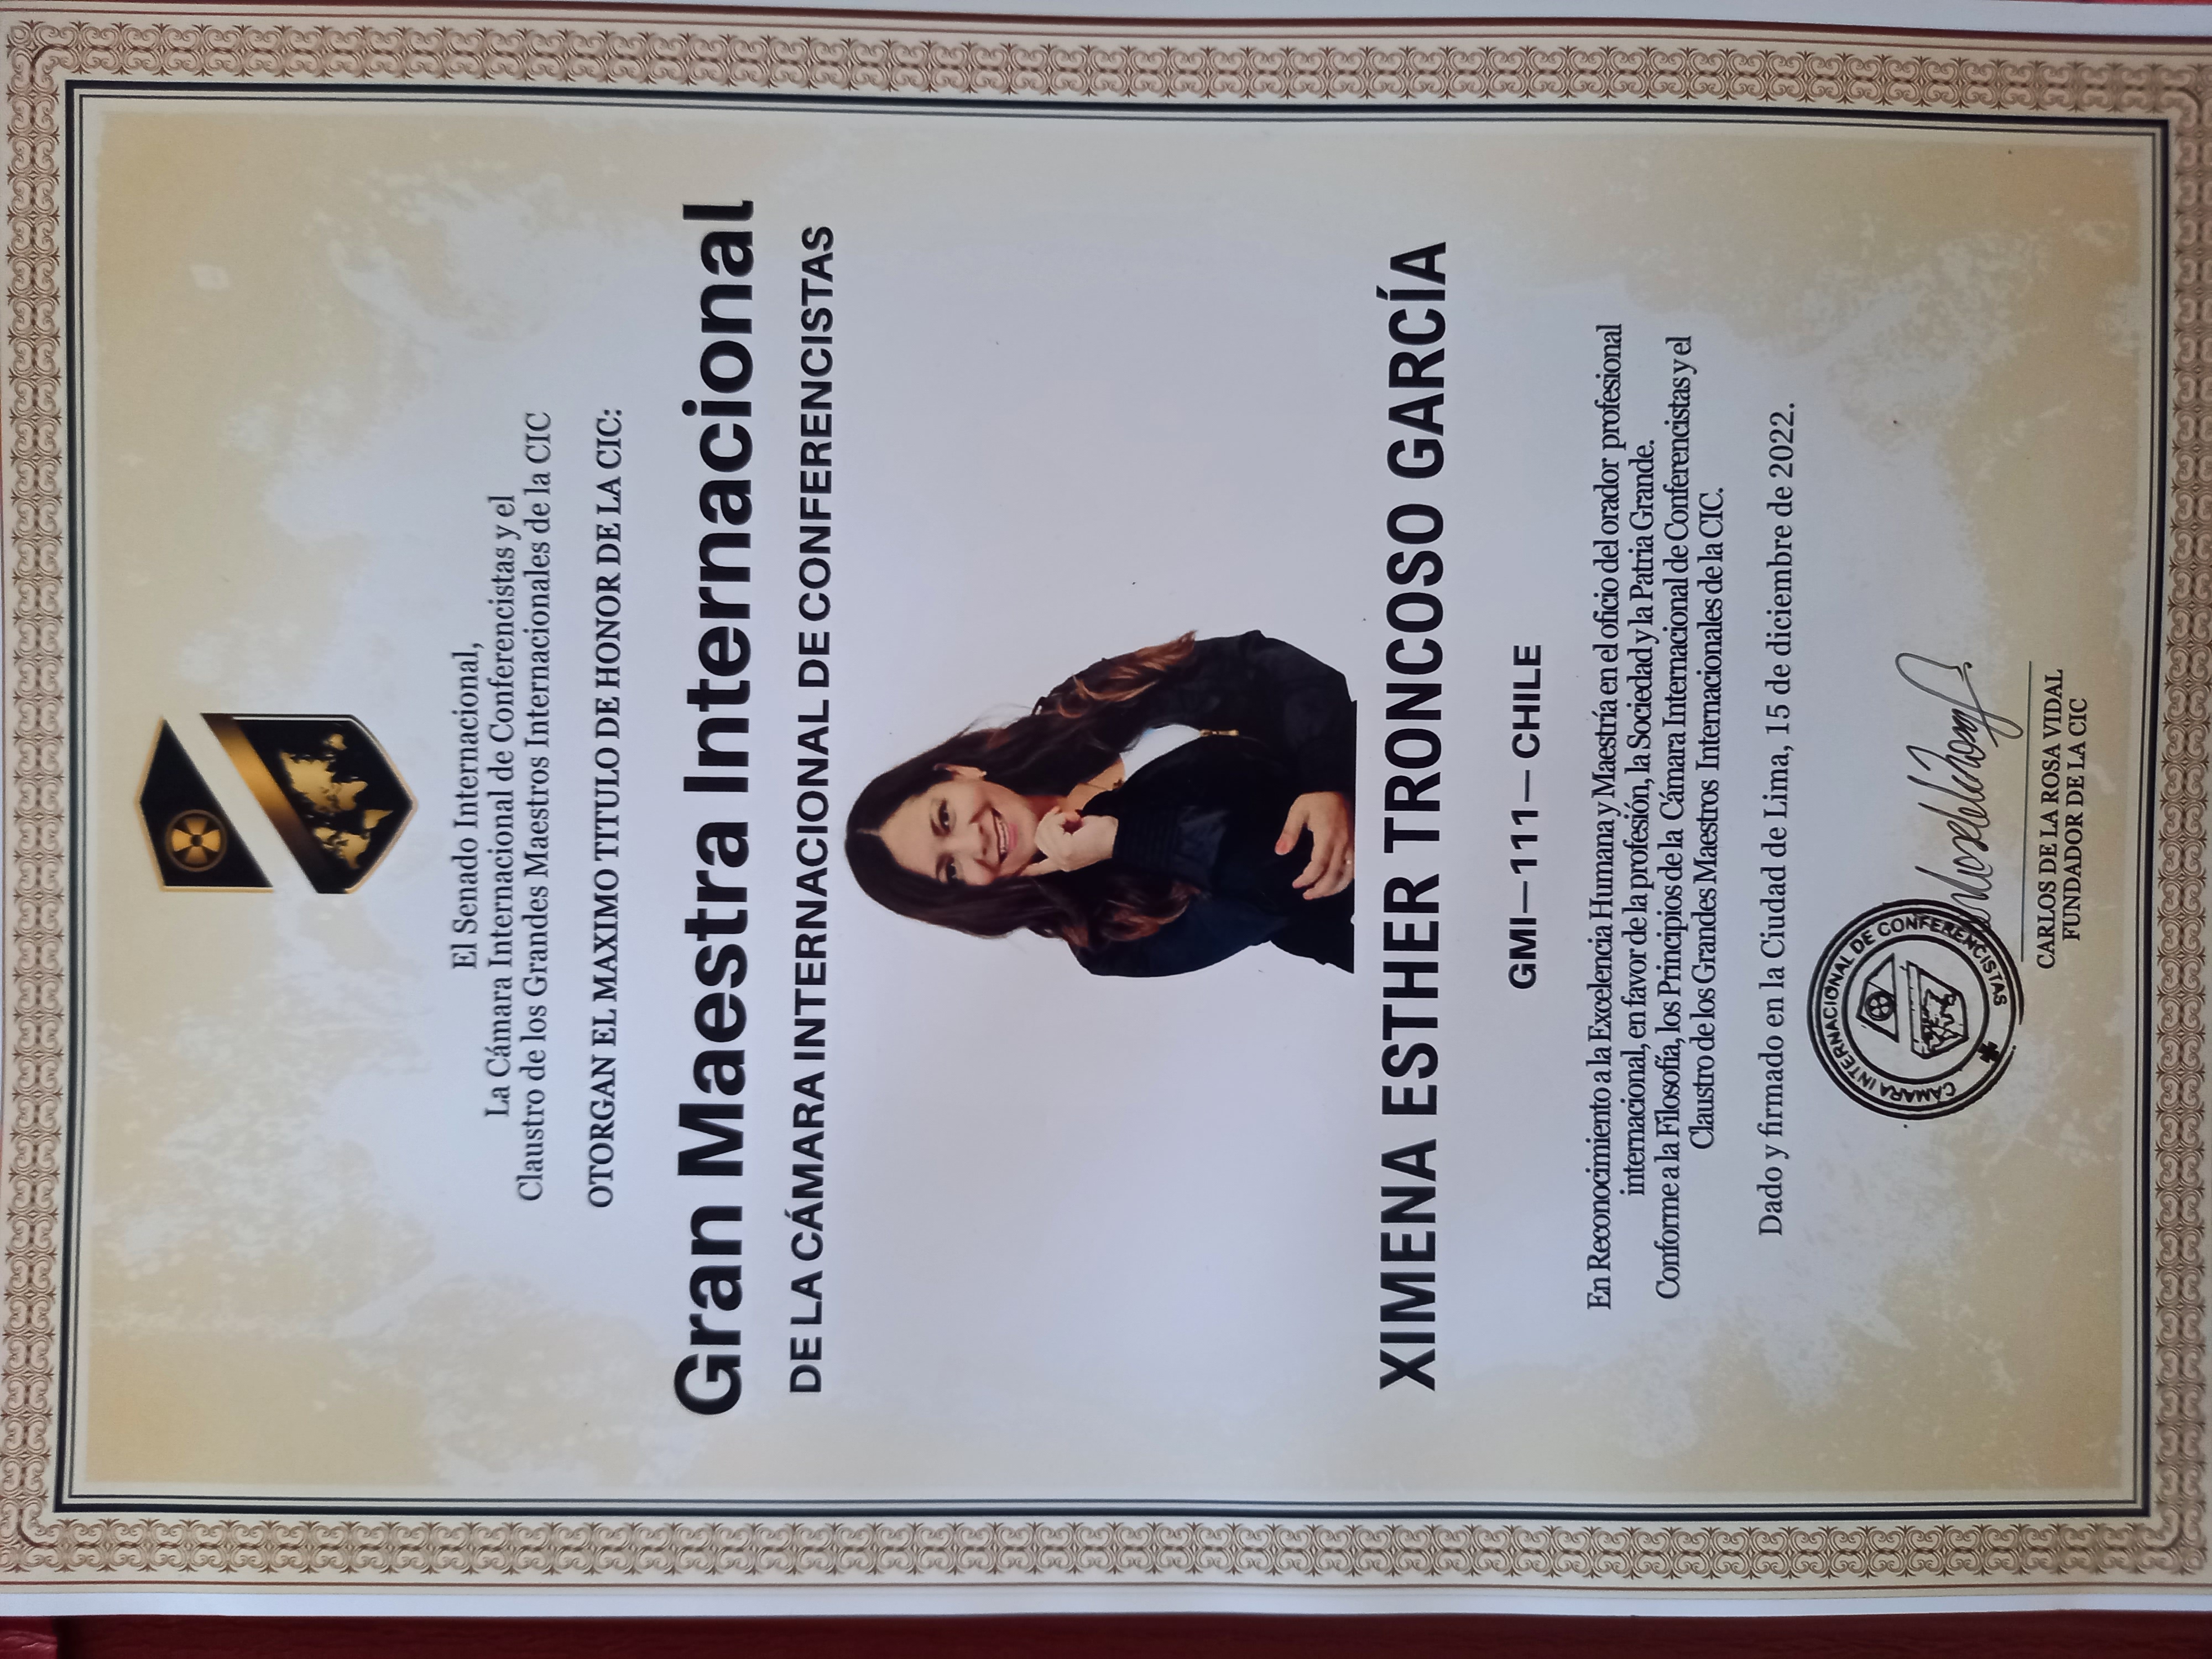 El Senado Internacional,
La Cámara Internacional de Conferencistas y el
Claustro de los Grandes Maestros Internacionales de la CIC
OTORGAN EL MAXIMO TITULO DE HONOR DE LA CIC:
Gran Maestra Internacional
DE LA CÁMARA INTERNACIONAL DE CONFERENCISTAS
XIMENA ESTHER TRONCOSO GARCÍA
GMI—111— CHILE
En Reconocimiento a la Excelencia Humana y Maestría en el oficio del orador profesional
internacional, en favor de la profesión, la Sociedad y la Patria Grande.
Conforme a la Filosofía, los Principios de la Cámara Internacional de Conferencistas y el
Claustro de los Grandes Maestros Internacionales de la CIC.
Dado y firmado en la Ciudad de Lima, 15 de diciembre de 2022.
CÁMARA INTERNACIONAL DE CONFERENCISTAS
CARLOS DE LA ROSA VIDAL
FUNDADOR DE LA CIC